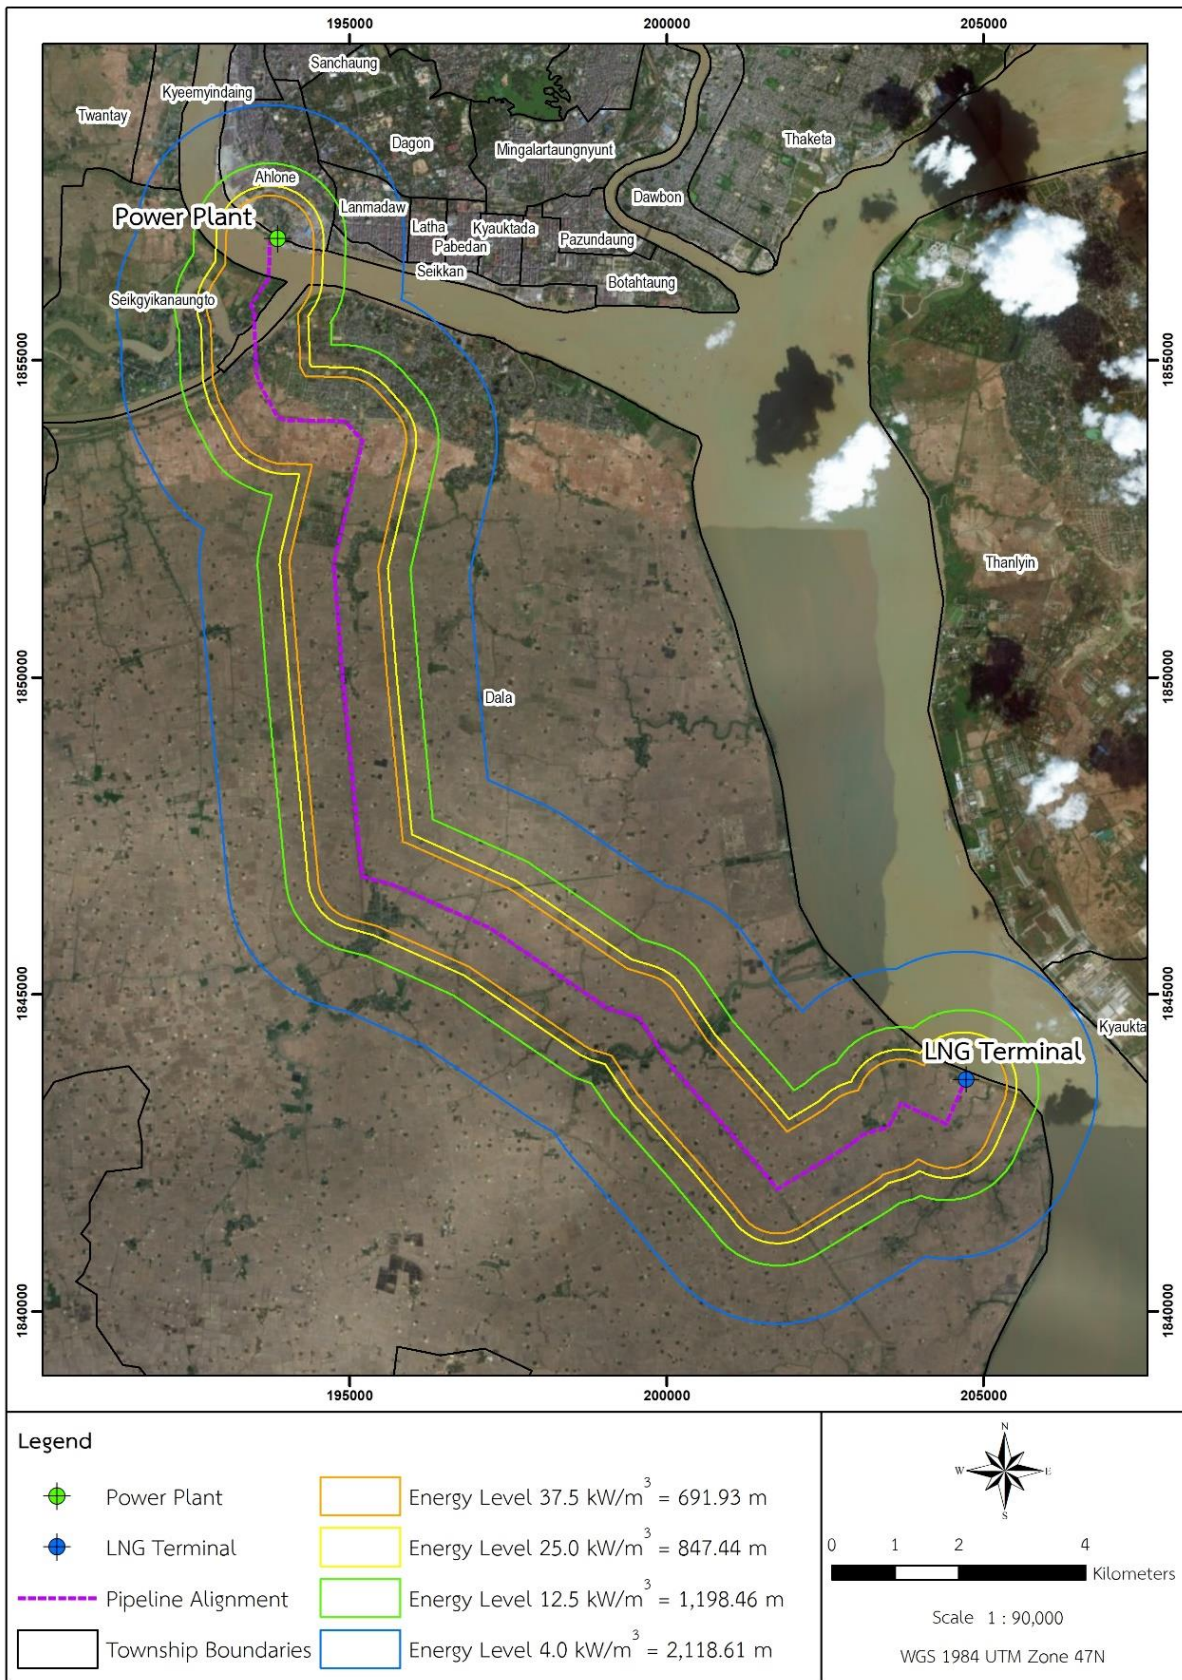 195000
200000
205000
Sanchaung
Kyeemyindaing
Twantay
Dagon
Mingalartaungnyunt
Thaketa
Ahlone
Dawbon
Lanmadaw
Power Plant
Latha
Kyauktada
Pabedan
Pazundaung
Seikkan
Botahtaung
Seikgyikanaungto
1855000
1855000
Thanlyin
1850000
1850000
Dala
1845000
1845000
Kyaukta
LNG Terminal
1840000
1840000
195000
200000
205000
Legend
Power Plant
LNG Terminal
Pipeline Alignment
Township Boundaries
Energy Level 37.5 kW/m³ = 691.93 m
Energy Level 25.0 kW/m³ = 847.44 m
Energy Level 12.5 kW/m³ = 1,198.46 m
Energy Level 4.0 kW/m³ = 2,118.61 m
N
W E
S
0 1 2 4
Kilometers
Scale 1 : 90,000
WGS 1984 UTM Zone 47N